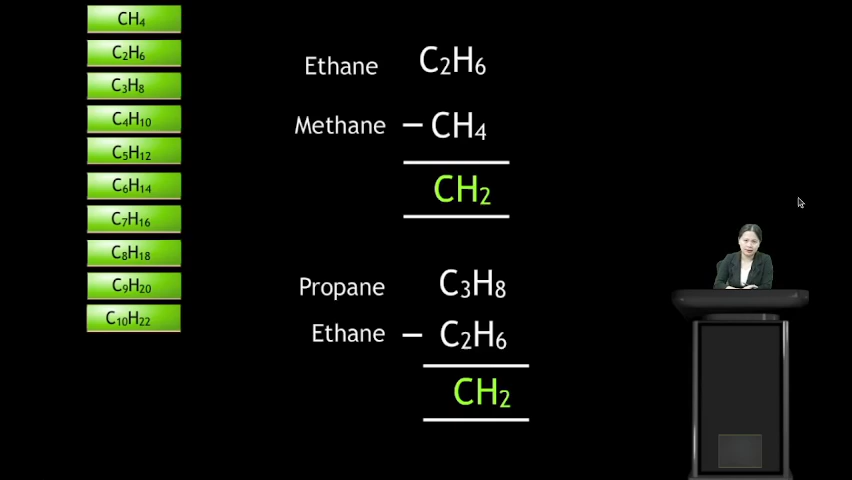 CH₄
C₂H₆
C₃H₈
C₄H₁₀
C₅H₁₂
C₆H₁₄
C₇H₁₆
C₈H₁₈
C₉H₂₀
C₁₀H₂₂
Ethane C₂H₆
Methane – CH₄
CH₂
Propane C₃H₈
Ethane – C₂H₆
CH₂